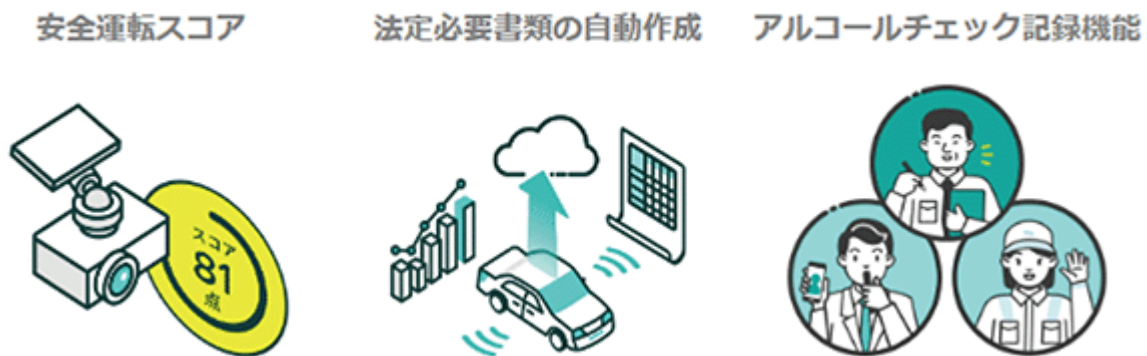 安全運転スコア
法定必要書類の自動作成
アルコールチェック記録機能
スコア
81
点